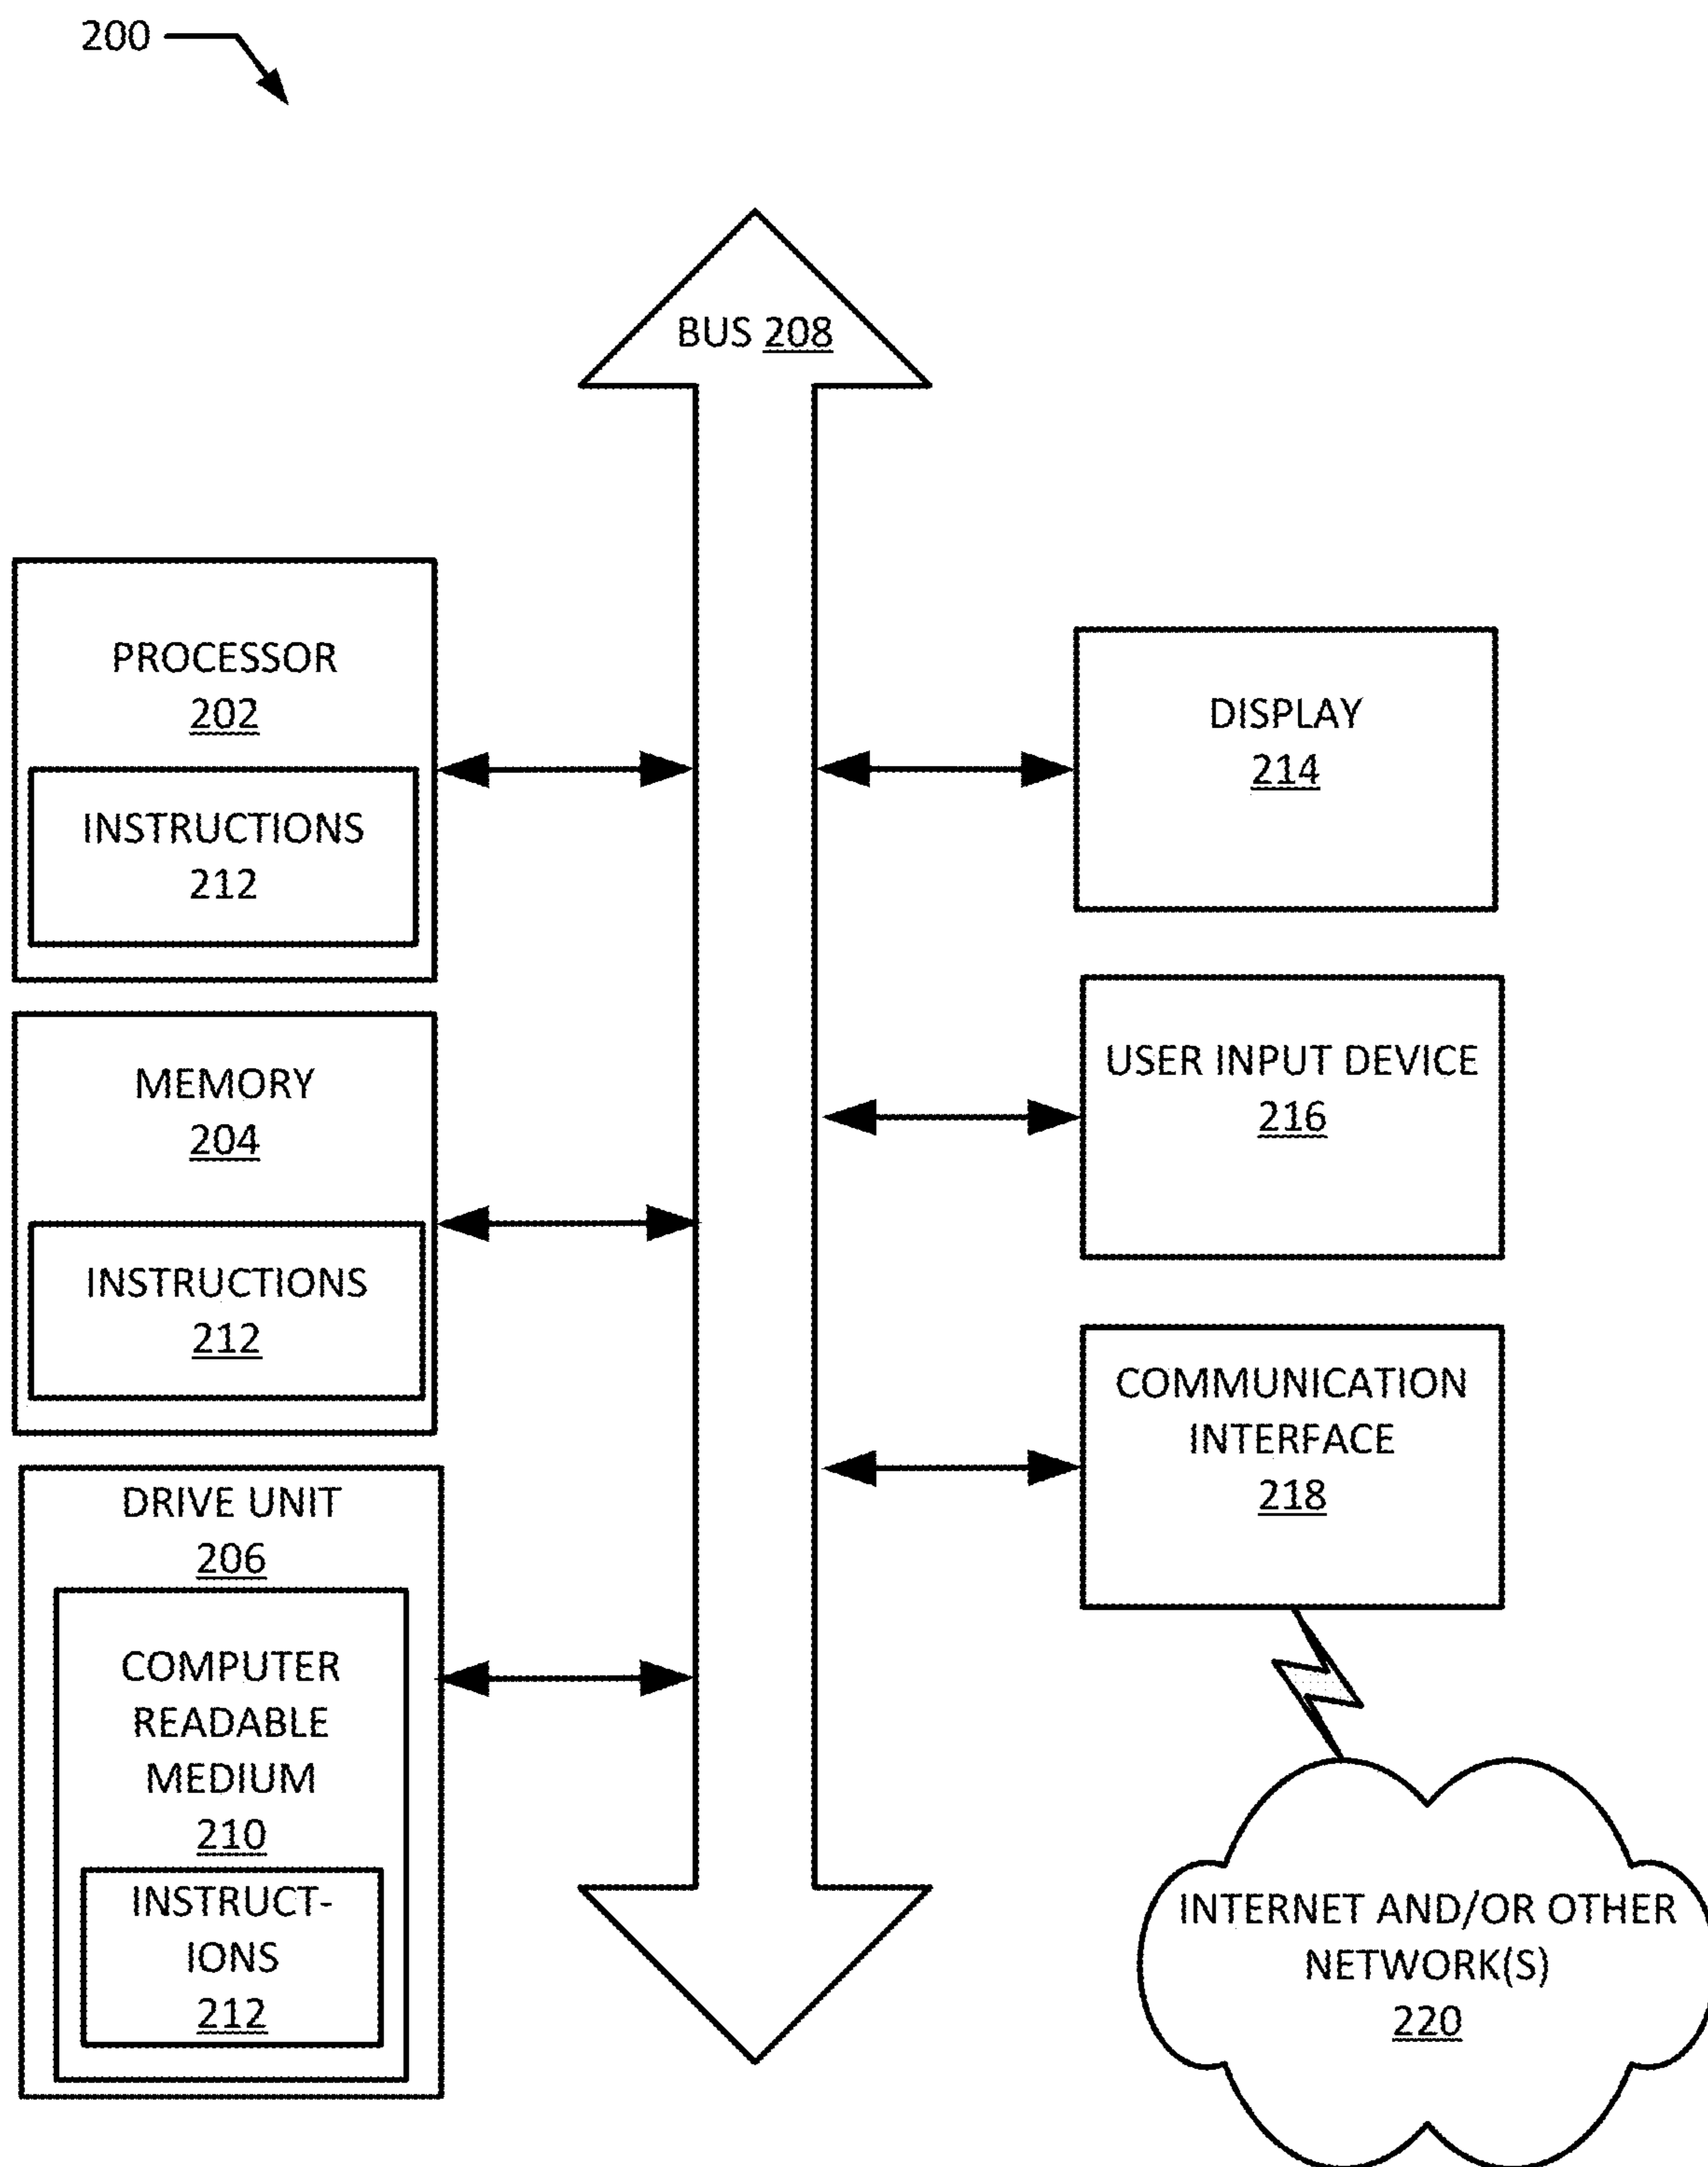 200
BUS 208
PROCESSOR
202
INSTRUCTIONS
212
MEMORY
204
INSTRUCTIONS
212
DRIVE UNIT
206
COMPUTER
READABLE
MEDIUM
210
INSTRUCT-
IONS
212
DISPLAY
214
USER INPUT DEVICE
216
COMMUNICATION
INTERFACE
218
INTERNET AND/OR OTHER
NETWORK(S)
220